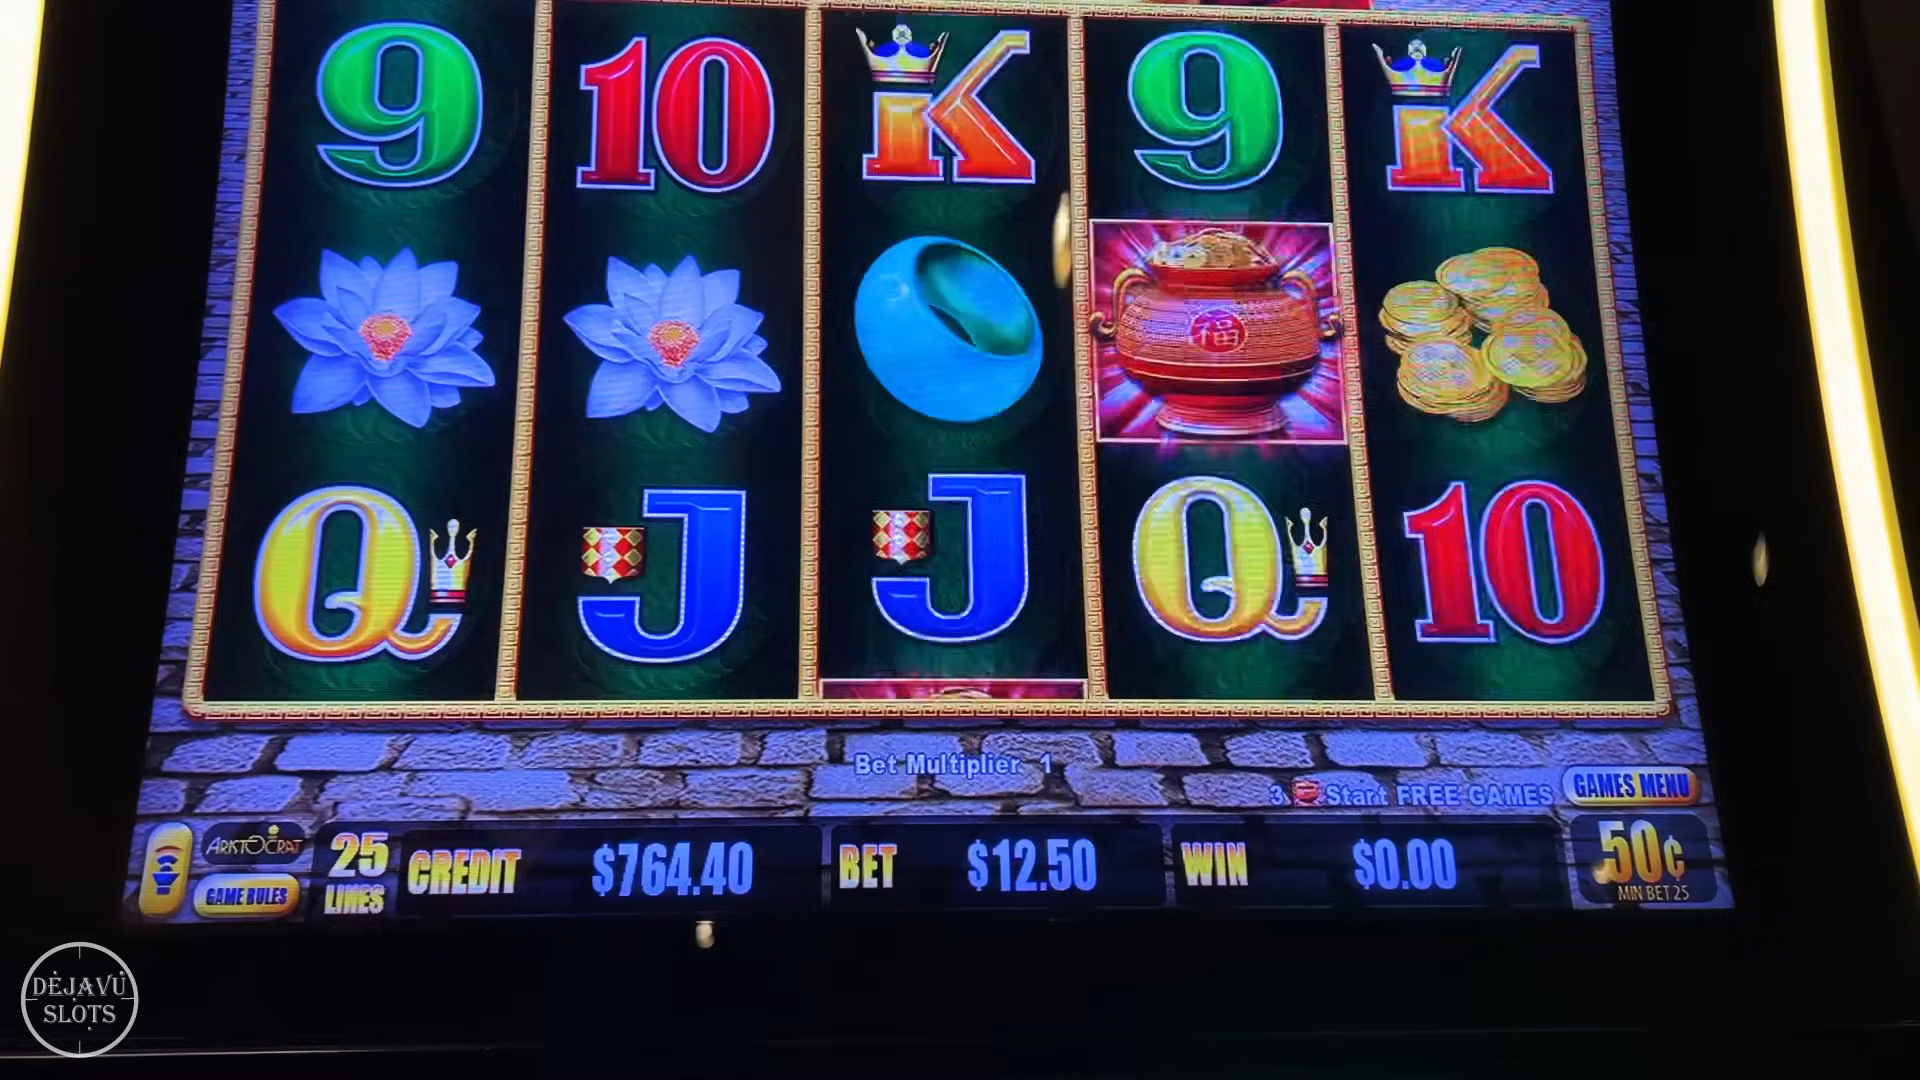 9 10 K 9 K
福
Q J J Q 10
Bet Multiplier 1
3 Start FREE GAMES
GAMES MENU
ARISTOCRAT
GAME RULES
25
LINES
CREDIT $764.40
BET $12.50
WIN $0.00
50¢
MIN BET 25
DEJAVU
SLOTS